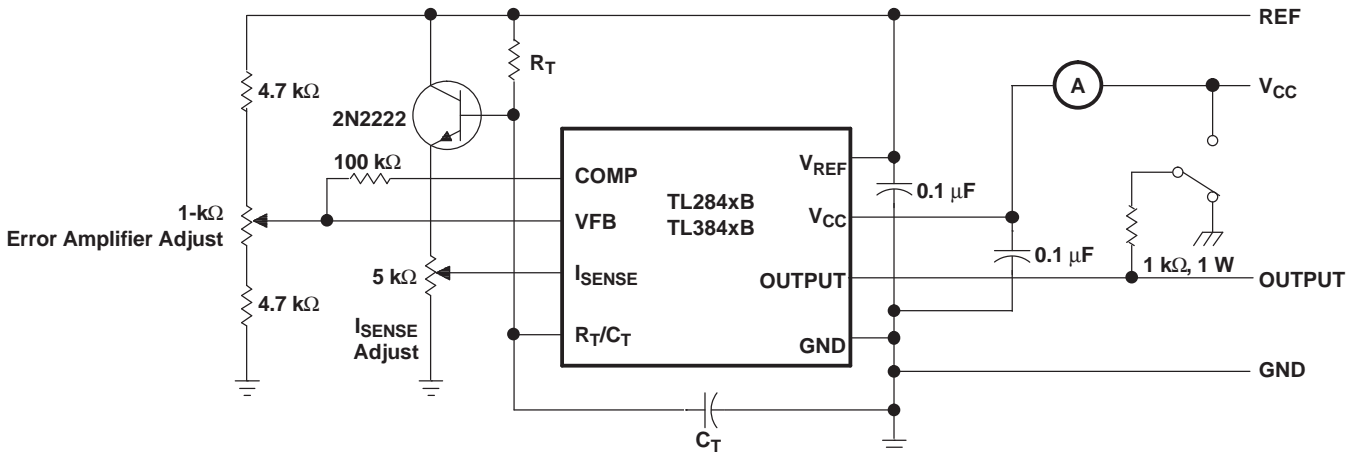 REF
R_T
4.7 kΩ
A
V_CC
2N2222
100 kΩ
COMP
TL284xB
TL384xB
V_REF
0.1 μF
1-kΩ
Error Amplifier Adjust
VFB
V_CC
5 kΩ
I_SENSE
0.1 μF
1 kΩ, 1 W
OUTPUT
OUTPUT
4.7 kΩ
I_SENSE
Adjust
R_T/C_T
GND
GND
C_T